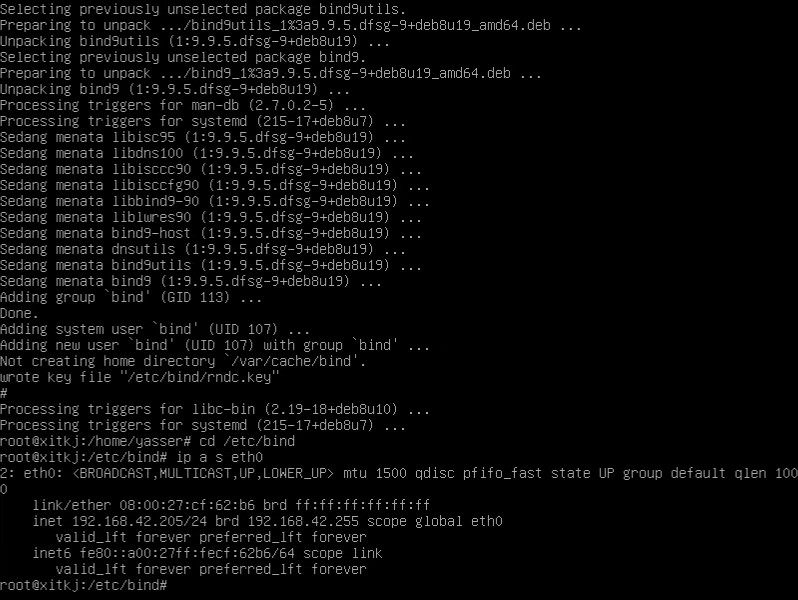 Selecting previously unselected package bind9utils.
Preparing to unpack .../bind9utils_1%3a9.9.5.dfsg-9+deb8u19_amd64.deb ...
Unpacking bind9utils (1:9.9.5.dfsg-9+deb8u19) ...
Selecting previously unselected package bind9.
Preparing to unpack .../bind9_1%3a9.9.5.dfsg-9+deb8u19_amd64.deb ...
Unpacking bind9 (1:9.9.5.dfsg-9+deb8u19) ...
Processing triggers for man-db (2.7.0.2-5) ...
Processing triggers for systemd (215-17+deb8u7) ...
Sedang menata libisc95 (1:9.9.5.dfsg-9+deb8u19) ...
Sedang menata libdns100 (1:9.9.5.dfsg-9+deb8u19) ...
Sedang menata libisccc90 (1:9.9.5.dfsg-9+deb8u19) ...
Sedang menata libisccfg90 (1:9.9.5.dfsg-9+deb8u19) ...
Sedang menata libbind9-90 (1:9.9.5.dfsg-9+deb8u19) ...
Sedang menata liblwres90 (1:9.9.5.dfsg-9+deb8u19) ...
Sedang menata bind9-host (1:9.9.5.dfsg-9+deb8u19) ...
Sedang menata dnsutils (1:9.9.5.dfsg-9+deb8u19) ...
Sedang menata bind9utils (1:9.9.5.dfsg-9+deb8u19) ...
Sedang menata bind9 (1:9.9.5.dfsg-9+deb8u19) ...
Adding group `bind' (GID 113) ...
Done.
Adding system user `bind' (UID 107) ...
Adding new user `bind' (UID 107) with group `bind' ...
Not creating home directory `/var/cache/bind'.
wrote key file "/etc/bind/rndc.key"
#
Processing triggers for libc-bin (2.19-18+deb8u10) ...
Processing triggers for systemd (215-17+deb8u7) ...
root@xitkj:/home/yasser# cd /etc/bind
root@xitkj:/etc/bind# ip a s eth0
2: eth0: <BROADCAST,MULTICAST,UP,LOWER_UP> mtu 1500 qdisc pfifo_fast state UP group default qlen 100
0
    link/ether 08:00:27:cf:62:b6 brd ff:ff:ff:ff:ff:ff
    inet 192.168.42.205/24 brd 192.168.42.255 scope global eth0
       valid_lft forever preferred_lft forever
    inet6 fe80::a00:27ff:fecf:62b6/64 scope link
       valid_lft forever preferred_lft forever
root@xitkj:/etc/bind#